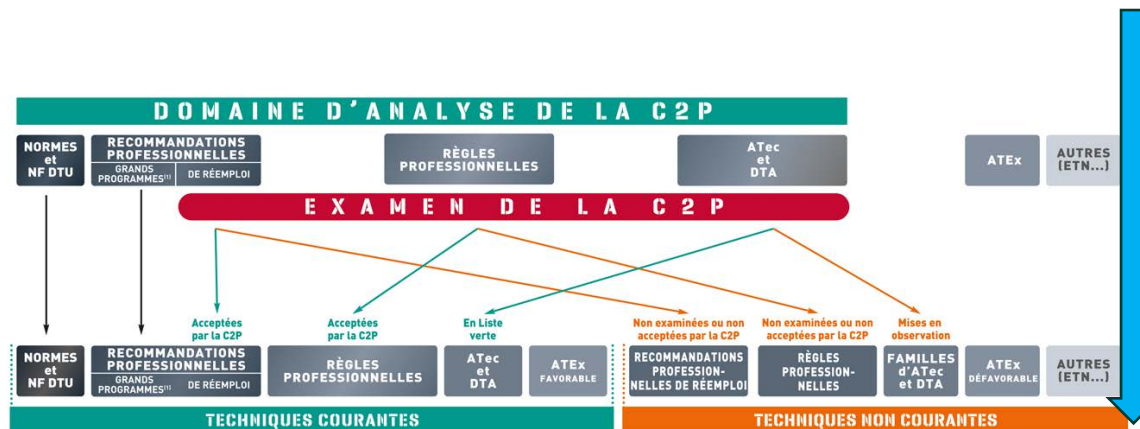 DOMAINE D'ANALYSE DE LA C2P
NORMES
et
NF DTU
RECOMMANDATIONS
PROFESSIONNELLES
GRANDS
PROGRAMMES(1)
DE RÉEMPLOI
RÈGLES
PROFESSIONNELLES
ATec
et
DTA
ATEx
AUTRES
(ETN...)
EXAMEN DE LA C2P
Acceptées
par la C2P
Acceptées
par la C2P
En Liste
verte
Non examinées ou non
acceptées par la C2P
Non examinées ou non
acceptées par la C2P
Mises en
observation
NORMES
et
NF DTU
RECOMMANDATIONS
PROFESSIONNELLES
GRANDS
PROGRAMMES(1)
DE RÉEMPLOI
RÈGLES
PROFESSIONNELLES
ATec
et
DTA
ATEx
FAVORABLE
RECOMMANDATIONS
PROFESSION-
NELLES DE RÉEMPLOI
RÈGLES
PROFESSION-
NELLES
FAMILLES
d'ATec
et DTA
ATEx
DÉFAVORABLE
AUTRES
(ETN...)
TECHNIQUES COURANTES
TECHNIQUES NON COURANTES